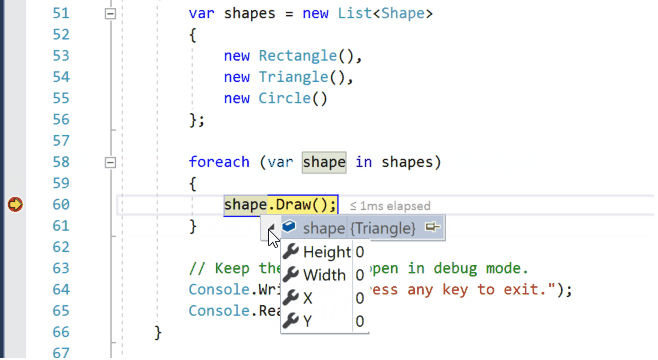 51 var shapes = new List<Shape>
52 {
53 new Rectangle(),
54 new Triangle(),
55 new Circle()
56 };
57
58 foreach (var shape in shapes)
59 {
60 shape.Draw(); ≤ 1ms elapsed
61 } shape {Triangle}
62 Height 0
63 // Keep the open in debug mode.
Width 0
64 Console.Wri ess any key to exit.");
X 0
65 Console.Rea
Y 0
66 }
67